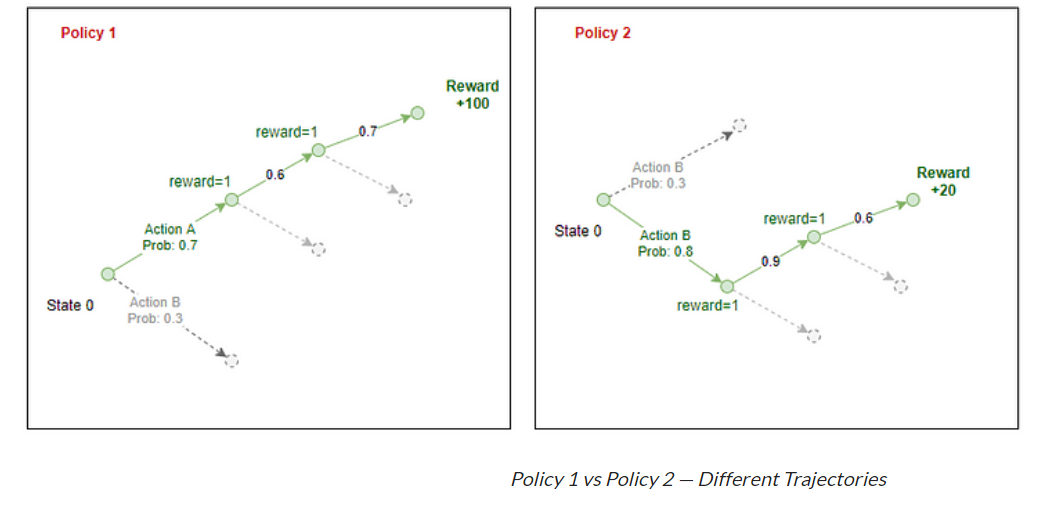 Policy 1
Reward
+100
reward=1
0.7
reward=1
0.6
Action A
Prob: 0.7
State 0
Action B
Prob: 0.3
Policy 2
Action B
Prob: 0.3
Reward
+20
State 0
Action B
Prob: 0.8
reward=1
0.6
0.9
reward=1
Policy 1 vs Policy 2 — Different Trajectories